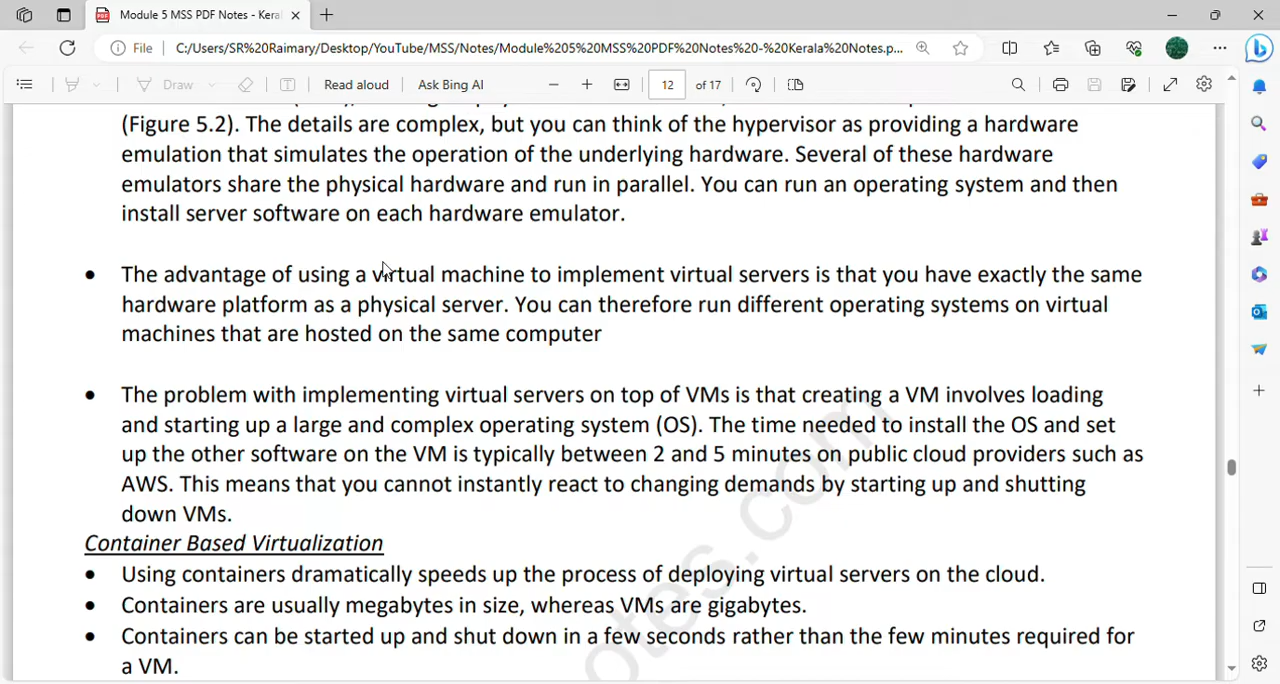 Module 5 MSS PDF Notes - Kera
File
C:/Users/SR%20Raimary/Desktop/YouTube/MSS/Notes/Module%205%20MSS%20PDF%20Notes%20-%20Kerala%20Notes.p...
Draw
Read aloud
Ask Bing AI
12 of 17
(Figure 5.2). The details are complex, but you can think of the hypervisor as providing a hardware
emulation that simulates the operation of the underlying hardware. Several of these hardware
emulators share the physical hardware and run in parallel. You can run an operating system and then
install server software on each hardware emulator.
• The advantage of using a virtual machine to implement virtual servers is that you have exactly the same
hardware platform as a physical server. You can therefore run different operating systems on virtual
machines that are hosted on the same computer
• The problem with implementing virtual servers on top of VMs is that creating a VM involves loading
and starting up a large and complex operating system (OS). The time needed to install the OS and set
up the other software on the VM is typically between 2 and 5 minutes on public cloud providers such as
AWS. This means that you cannot instantly react to changing demands by starting up and shutting
down VMs.
Container Based Virtualization
• Using containers dramatically speeds up the process of deploying virtual servers on the cloud.
• Containers are usually megabytes in size, whereas VMs are gigabytes.
• Containers can be started up and shut down in a few seconds rather than the few minutes required for
a VM.